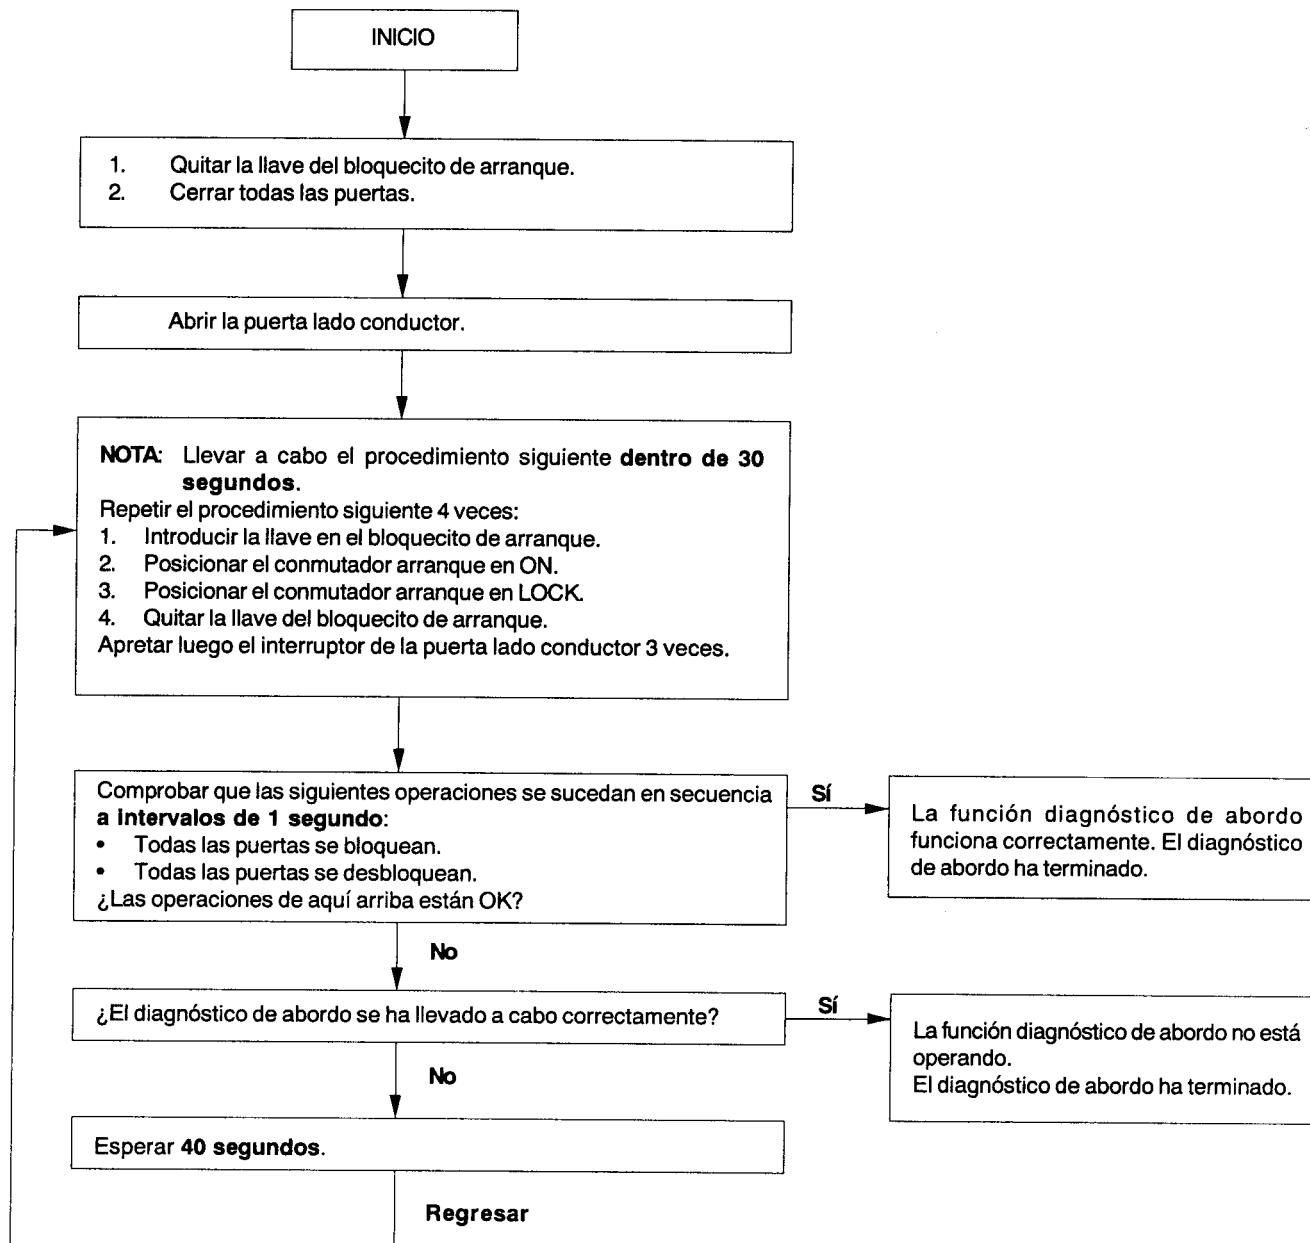 INICIO
1. Quitar la llave del bloquecito de arranque.
2. Cerrar todas las puertas.
Abrir la puerta lado conductor.
NOTA: Llevar a cabo el procedimiento siguiente dentro de 30
segundos.
Repetir el procedimiento siguiente 4 veces:
1. Introducir la llave en el bloquecito de arranque.
2. Posicionar el conmutador arranque en ON.
3. Posicionar el conmutador arranque en LOCK.
4. Quitar la llave del bloquecito de arranque.
Apretar luego el interruptor de la puerta lado conductor 3 veces.
Comprobar que las siguientes operaciones se sucedan en secuencia
a intervalos de 1 segundo:
• Todas las puertas se bloquean.
• Todas las puertas se desbloquean.
¿Las operaciones de aquí arriba están OK?
Sí
La función diagnóstico de abordo
funciona correctamente. El diagnóstico
de abordo ha terminado.
No
¿El diagnóstico de abordo se ha llevado a cabo correctamente?
Sí
La función diagnóstico de abordo no está
operando.
El diagnóstico de abordo ha terminado.
No
Esperar 40 segundos.
Regresar